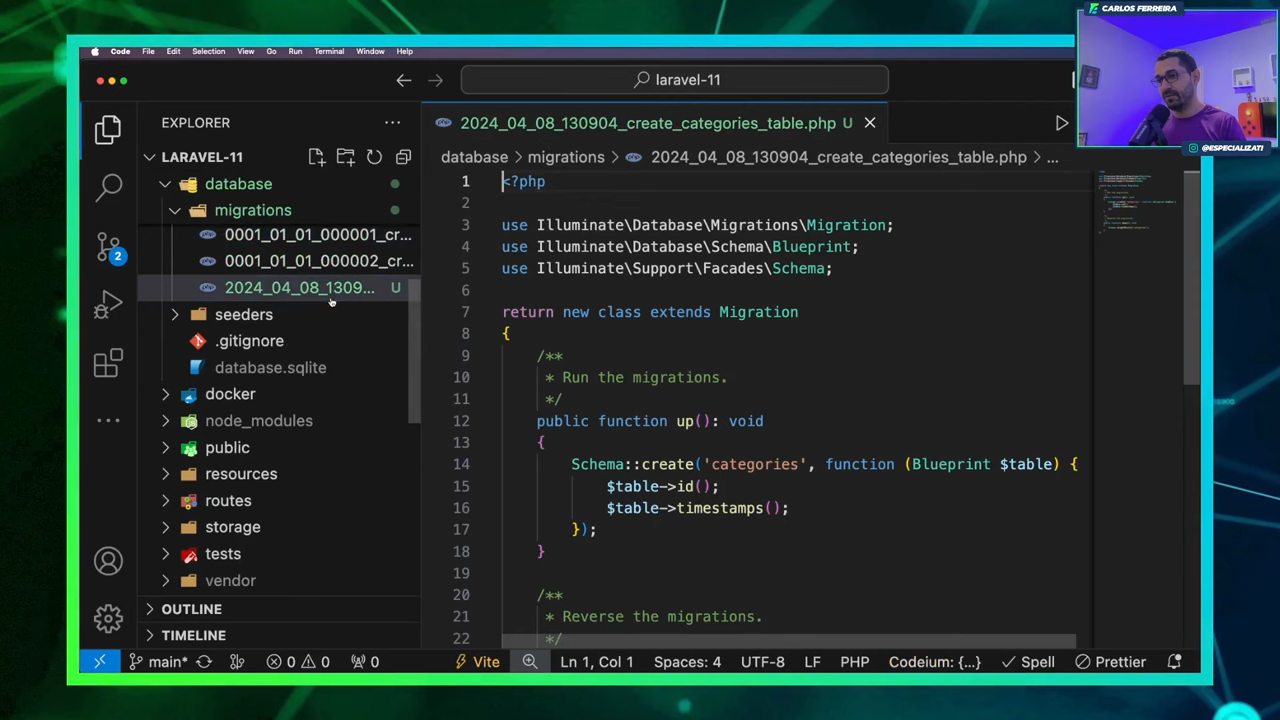 CARLOS FERREIRA
Code File Edit Selection View Go Run Terminal Window Help
laravel-11
EXPLORER
2024_04_08_130904_create_categories_table.php U
@ESPECIALIZATI
LARAVEL-11
database > migrations > 2024_04_08_130904_create_categories_table.php > ...
database
migrations
0001_01_01_000001_cr...
0001_01_01_000002_cr...
2024_04_08_1309... U
seeders
.gitignore
database.sqlite
docker
node_modules
public
resources
routes
storage
tests
vendor
OUTLINE
TIMELINE
2
1 <?php
2
3 use Illuminate\Database\Migrations\Migration;
4 use Illuminate\Database\Schema\Blueprint;
5 use Illuminate\Support\Facades\Schema;
6
7 return new class extends Migration
8 {
9 /**
10 * Run the migrations.
11 */
12 public function up(): void
13 {
14 Schema::create('categories', function (Blueprint $table) {
15 $table->id();
16 $table->timestamps();
17 });
18 }
19
20 /**
21 * Reverse the migrations.
22 */
main* 0 0 0 Vite Ln 1, Col 1 Spaces: 4 UTF-8 LF PHP Codeium: {...} Spell Prettier